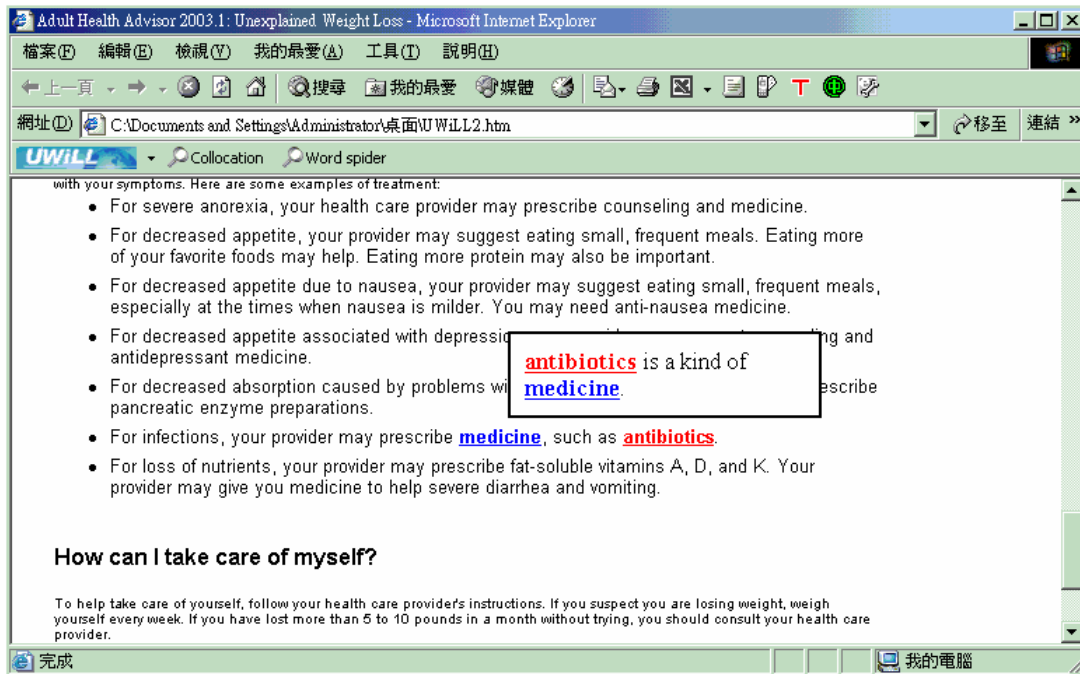 Adult Health Advisor 2003.1: Unexplained Weight Loss - Microsoft Internet Explorer
檔案(F) 編輯(E) 檢視(V) 我的最愛(A) 工具(T) 說明(H)
上一頁 搜尋 我的最愛 媒體
網址(D) C:\Documents and Settings\Administrator\桌面\UWiLL2.htm 移至 連結 »
UWiLL Collocation Word spider
with your symptoms. Here are some examples of treatment:
• For severe anorexia, your health care provider may prescribe counseling and medicine.
• For decreased appetite, your provider may suggest eating small, frequent meals. Eating more
of your favorite foods may help. Eating more protein may also be important.
• For decreased appetite due to nausea, your provider may suggest eating small, frequent meals,
especially at the times when nausea is milder. You may need anti-nausea medicine.
• For decreased appetite associated with depressio ng and
antidepressant medicine.
antibiotics is a kind of
medicine.
• For decreased absorption caused by problems wi escribe
pancreatic enzyme preparations.
• For infections, your provider may prescribe medicine, such as antibiotics.
• For loss of nutrients, your provider may prescribe fat-soluble vitamins A, D, and K. Your
provider may give you medicine to help severe diarrhea and vomiting.
How can I take care of myself?
To help take care of yourself, follow your health care provider's instructions. If you suspect you are losing weight, weigh
yourself every week. If you have lost more than 5 to 10 pounds in a month without trying, you should consult your health care
provider.
完成 我的電腦